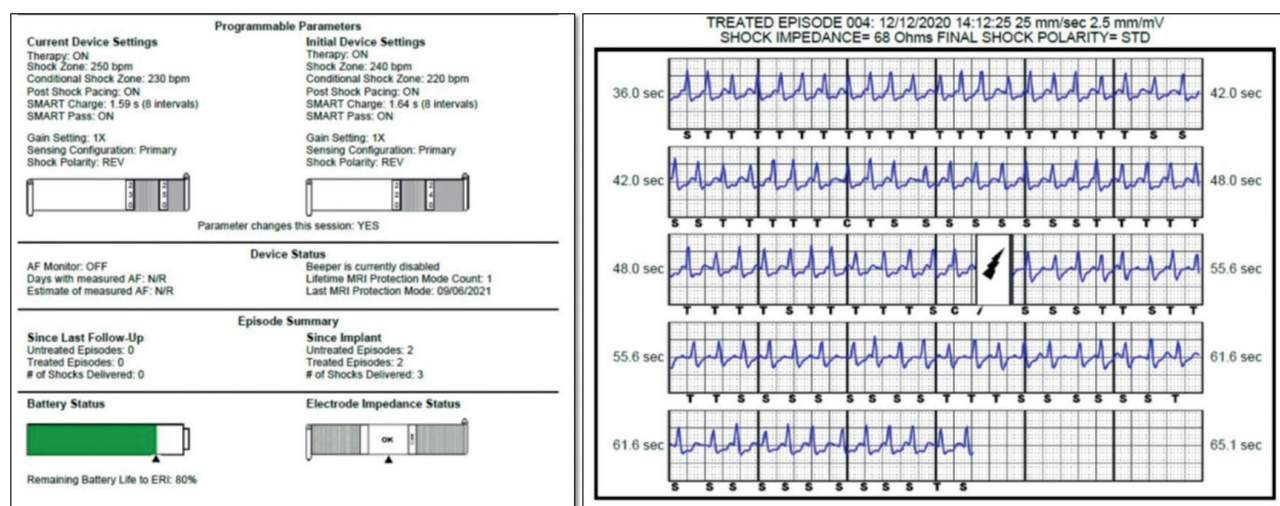 Programmable Parameters
Current Device Settings
Therapy: ON
Shock Zone: 250 bpm
Conditional Shock Zone: 230 bpm
Post Shock Pacing: ON
SMART Charge: 1.59 s (8 intervals)
SMART Pass: ON
Gain Setting: 1X
Sensing Configuration: Primary
Shock Polarity: REV
230
250
Initial Device Settings
Therapy: ON
Shock Zone: 240 bpm
Conditional Shock Zone: 220 bpm
Post Shock Pacing: ON
SMART Charge: 1.64 s (8 intervals)
SMART Pass: ON
Gain Setting: 1X
Sensing Configuration: Primary
Shock Polarity: REV
220
240
Parameter changes this session: YES
Device Status
AF Monitor: OFF
Days with measured AF: N/R
Estimate of measured AF: N/R
Beeper is currently disabled
Lifetime MRI Protection Mode Count: 1
Last MRI Protection Mode: 09/06/2021
Episode Summary
Since Last Follow-Up
Untreated Episodes: 0
Treated Episodes: 0
# of Shocks Delivered: 0
Since Implant
Untreated Episodes: 2
Treated Episodes: 2
# of Shocks Delivered: 3
Battery Status
Remaining Battery Life to ERI: 80%
Electrode Impedance Status
OK
TREATED EPISODE 004: 12/12/2020 14:12:25 25 mm/sec 2.5 mm/mV
SHOCK IMPEDANCE= 68 Ohms FINAL SHOCK POLARITY= STD
36.0 sec 42.0 sec
S T T T T T T T T T T T T T T T T T T T T S S
42.0 sec 48.0 sec
S S T T T T T C T S S S S S S S S T T T T T
48.0 sec 55.6 sec
T T T T S T T T T T S C / S S S T T S T T
55.6 sec 61.6 sec
T T S S S S S S S S T T T S S S S S S T
61.6 sec 65.1 sec
S S S S S S S S S S T S